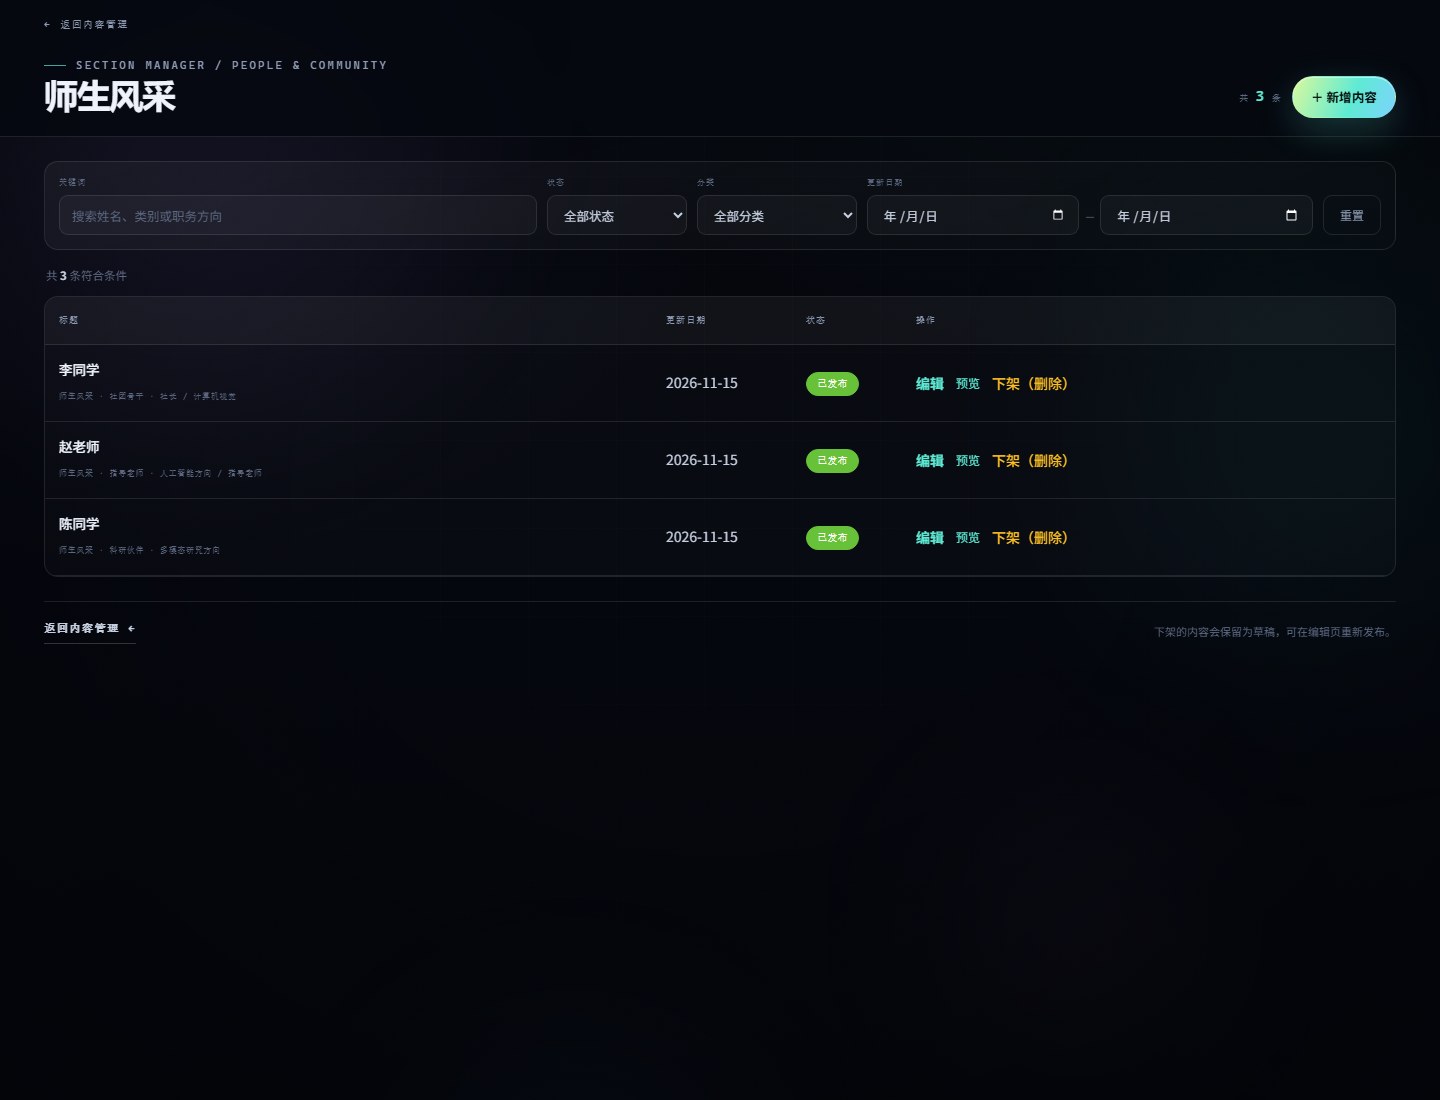 ← 返回内容管理
SECTION MANAGER / PEOPLE & COMMUNITY
师生风采
共 3 条
＋ 新增内容
关键词 状态 分类 更新日期
搜索姓名、类别或职务方向 全部状态 全部分类 年 /月/日 — 年 /月/日 重置
共 3 条符合条件
标题 更新日期 状态 操作
李同学
师生风采 · 社团骨干 · 社长 / 计算机视觉
2026-11-15 已发布 编辑 预览 下架（删除）
赵老师
师生风采 · 指导老师 · 人工智能方向 / 指导老师
2026-11-15 已发布 编辑 预览 下架（删除）
陈同学
师生风采 · 科研伙伴 · 多模态研究方向
2026-11-15 已发布 编辑 预览 下架（删除）
返回内容管理 ←
下架的内容会保留为草稿，可在编辑页重新发布。